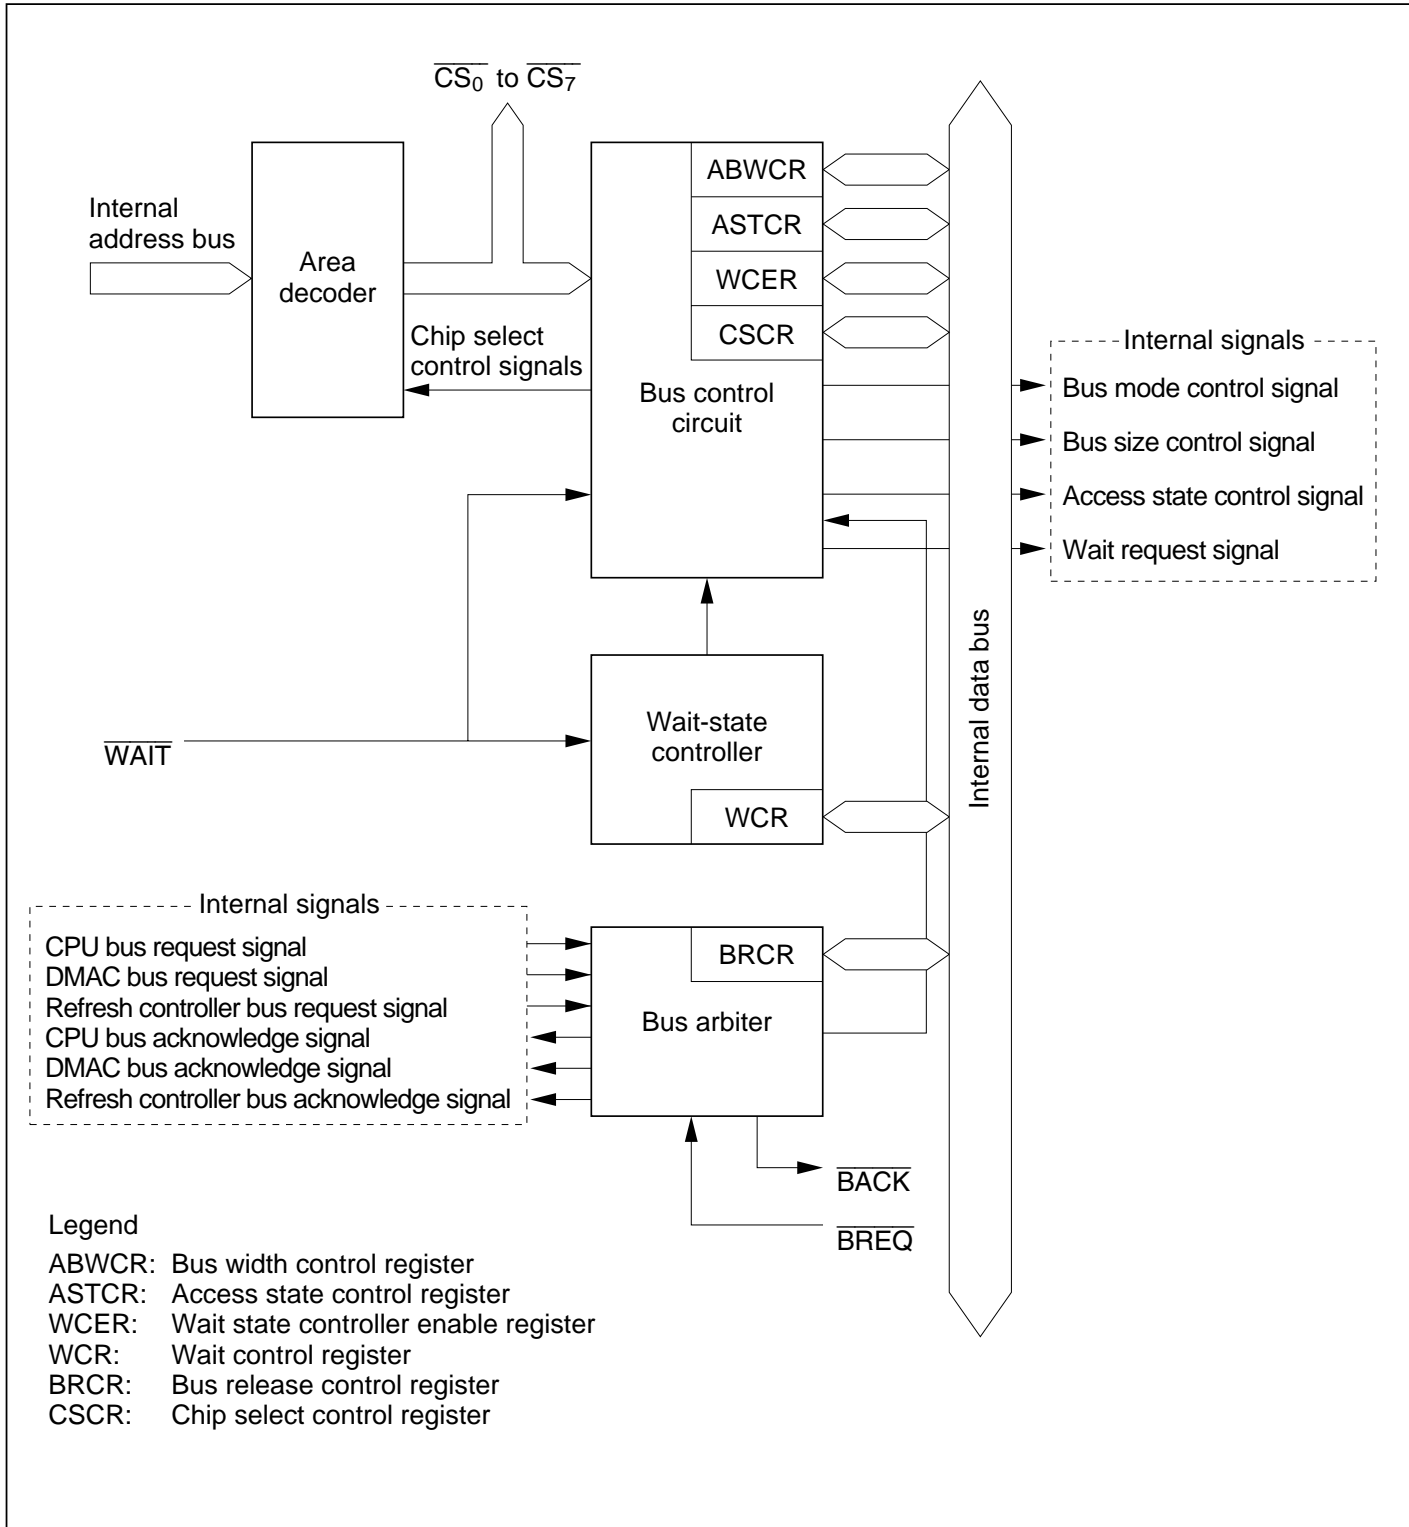 CS0 to CS7
Internal
address bus
Area
decoder
Chip select
control signals
ABWCR
ASTCR
WCER
CSCR
Bus control
circuit
Internal signals
Bus mode control signal
Bus size control signal
Access state control signal
Wait request signal
Internal data bus
WAIT
Wait-state
controller
WCR
Internal signals
CPU bus request signal
DMAC bus request signal
Refresh controller bus request signal
CPU bus acknowledge signal
DMAC bus acknowledge signal
Refresh controller bus acknowledge signal
BRCR
Bus arbiter
BACK
BREQ
Legend
ABWCR: Bus width control register
ASTCR: Access state control register
WCER: Wait state controller enable register
WCR: Wait control register
BRCR: Bus release control register
CSCR: Chip select control register